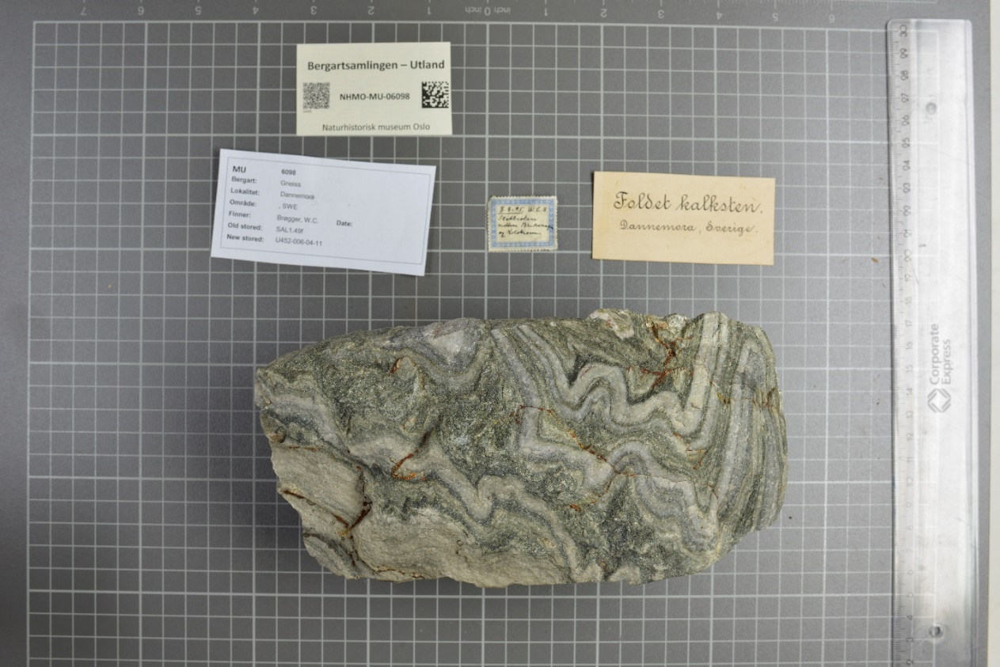 Bergartsamlingen – Utland
NHMO-MU-06098
Naturhistorisk museum Oslo
MU 6098
Bergart: Gneiss
Lokalitet: Dannemora
Område: , SWE
Finner: Brøgger, W.C. Date:
Old stored: SAL1.49f
New stored: U452-006-04-11
W.C.B
og
Foldet kalksten.
Dannemora, Sverige.
7 6 5 4 3 2 1 0 inch 1 2 3 4 5 6
Corporate
Express
30